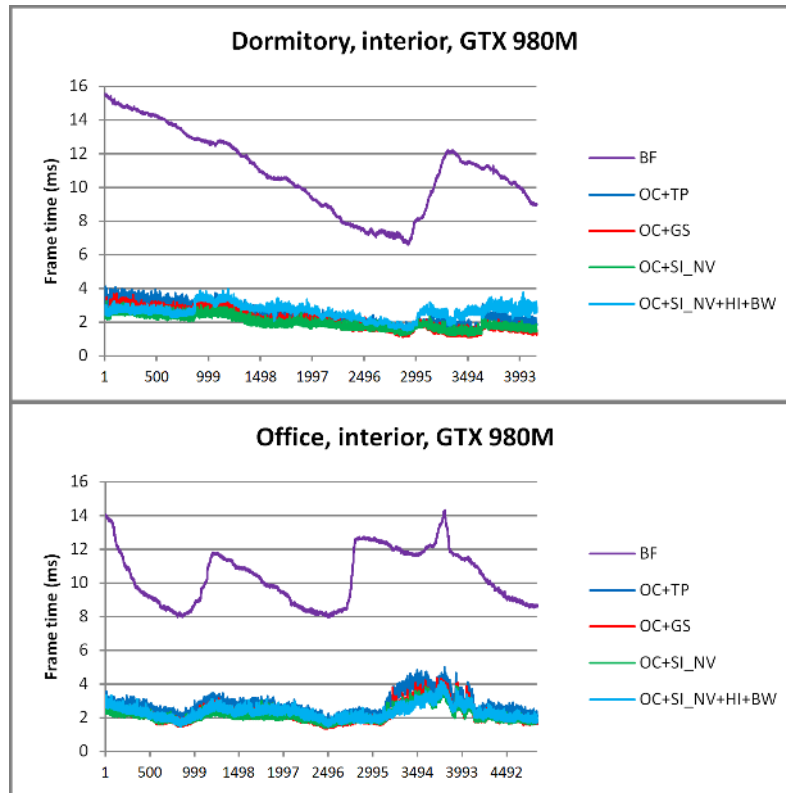 Dormitory, interior, GTX 980M
Frame time (ms)
16
14
12
10
8
6
4
2
0
1 500 999 1498 1997 2496 2995 3494 3993
BF
OC+TP
OC+GS
OC+SI_NV
OC+SI_NV+HI+BW
Office, interior, GTX 980M
Frame time (ms)
16
14
12
10
8
6
4
2
0
1 500 999 1498 1997 2496 2995 3494 3993 4492
BF
OC+TP
OC+GS
OC+SI_NV
OC+SI_NV+HI+BW